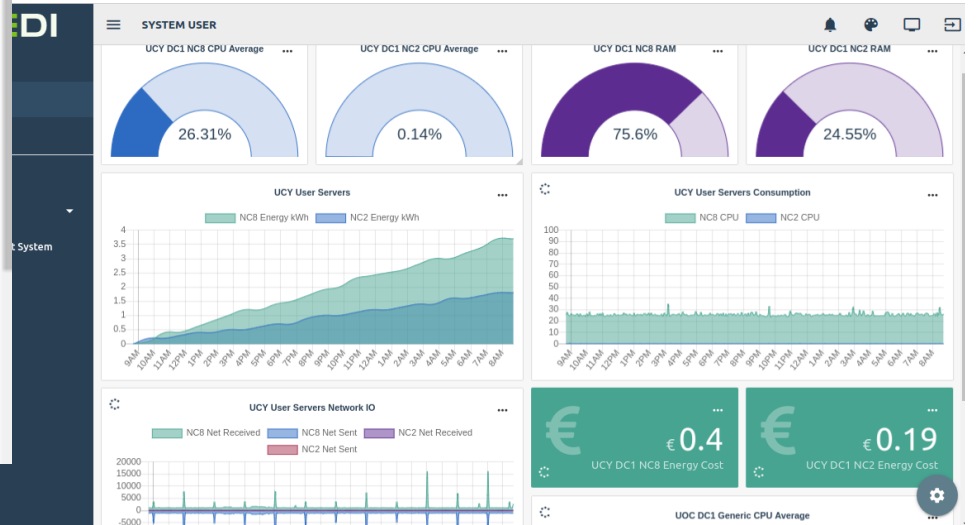 EDI
SYSTEM USER
UCY DC1 NC8 CPU Average
UCY DC1 NC2 CPU Average
UCY DC1 NC8 RAM
UCY DC1 NC2 RAM
26.31%
0.14%
75.6%
24.55%
t System
UCY User Servers
NC8 Energy kWh NC2 Energy kWh
4
3.5
3
2.5
2
1.5
1
0.5
0
9AM 10AM 11AM 12PM 1PM 2PM 3PM 4PM 5PM 6PM 7PM 8PM 9PM 10PM 11PM 12AM 1AM 2AM 3AM 4AM 5AM 6AM 7AM 8AM
UCY User Servers Consumption
NC8 CPU NC2 CPU
100
90
80
70
60
50
40
30
20
10
0
9AM 10AM 11AM 12PM 1PM 2PM 3PM 4PM 5PM 6PM 7PM 8PM 9PM 10PM 11PM 12AM 1AM 2AM 3AM 4AM 5AM 6AM 7AM 8AM
UCY User Servers Network IO
NC8 Net Received NC8 Net Sent NC2 Net Received
NC2 Net Sent
20000
15000
10000
5000
0
-5000
€
€ 0.4
UCY DC1 NC8 Energy Cost
€
€ 0.19
UCY DC1 NC2 Energy Cost
UOC DC1 Generic CPU Average